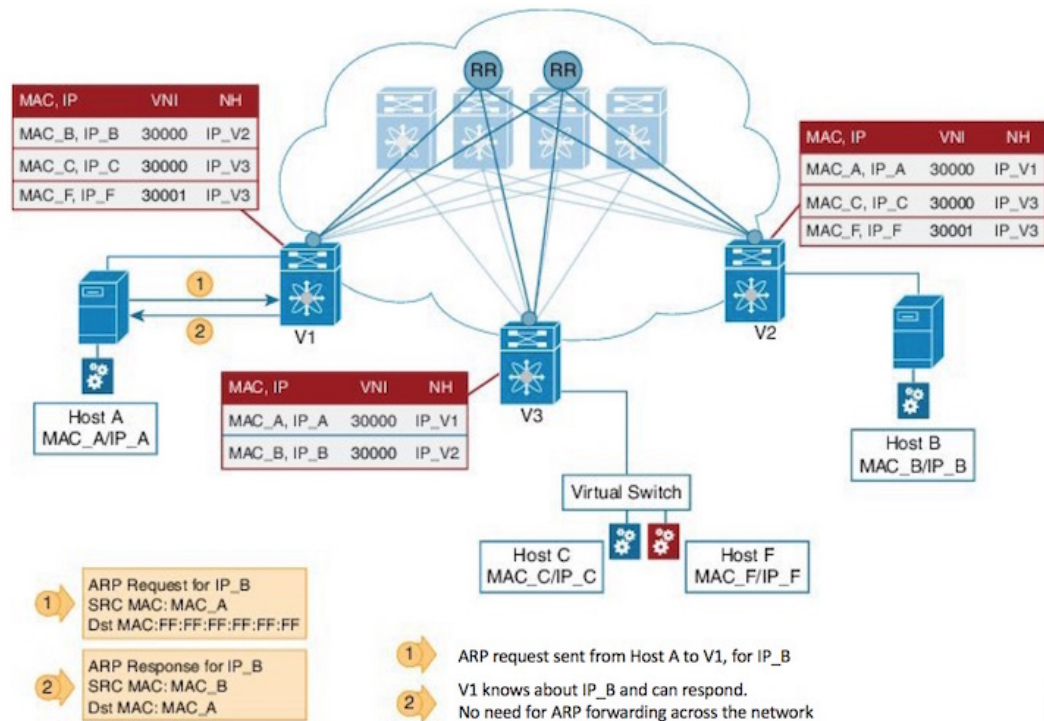 RR RR
MAC, IP VNI NH
MAC_B, IP_B 30000 IP_V2
MAC_C, IP_C 30000 IP_V3
MAC_F, IP_F 30001 IP_V3
MAC, IP VNI NH
MAC_A, IP_A 30000 IP_V1
MAC_C, IP_C 30000 IP_V3
MAC_F, IP_F 30001 IP_V3
1
2
V1
V2
Host A
MAC_A/IP_A
MAC, IP VNI NH
MAC_A, IP_A 30000 IP_V1
MAC_B, IP_B 30000 IP_V2
V3
Host B
MAC_B/IP_B
Virtual Switch
Host C
MAC_C/IP_C
Host F
MAC_F/IP_F
1
ARP Request for IP_B
SRC MAC: MAC_A
Dst MAC:FF:FF:FF:FF:FF:FF
2
ARP Response for IP_B
SRC MAC: MAC_B
Dst MAC: MAC_A
1
ARP request sent from Host A to V1, for IP_B
2
V1 knows about IP_B and can respond.
No need for ARP forwarding across the network